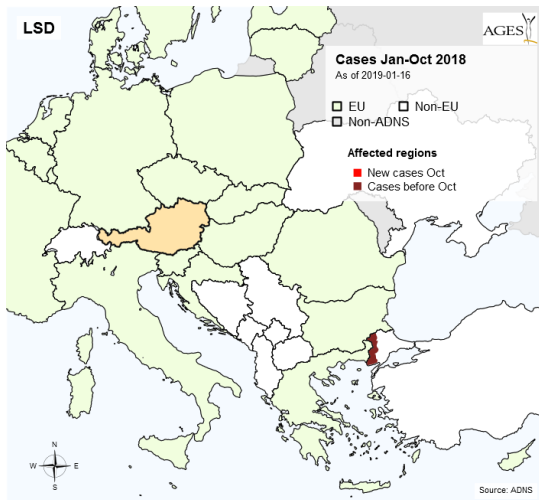 LSD
AGES
Cases Jan-Oct 2018
As of 2019-01-16
EU
Non-EU
Non-ADNS
Affected regions
New cases Oct
Cases before Oct
N
W
E
S
Source: ADNS